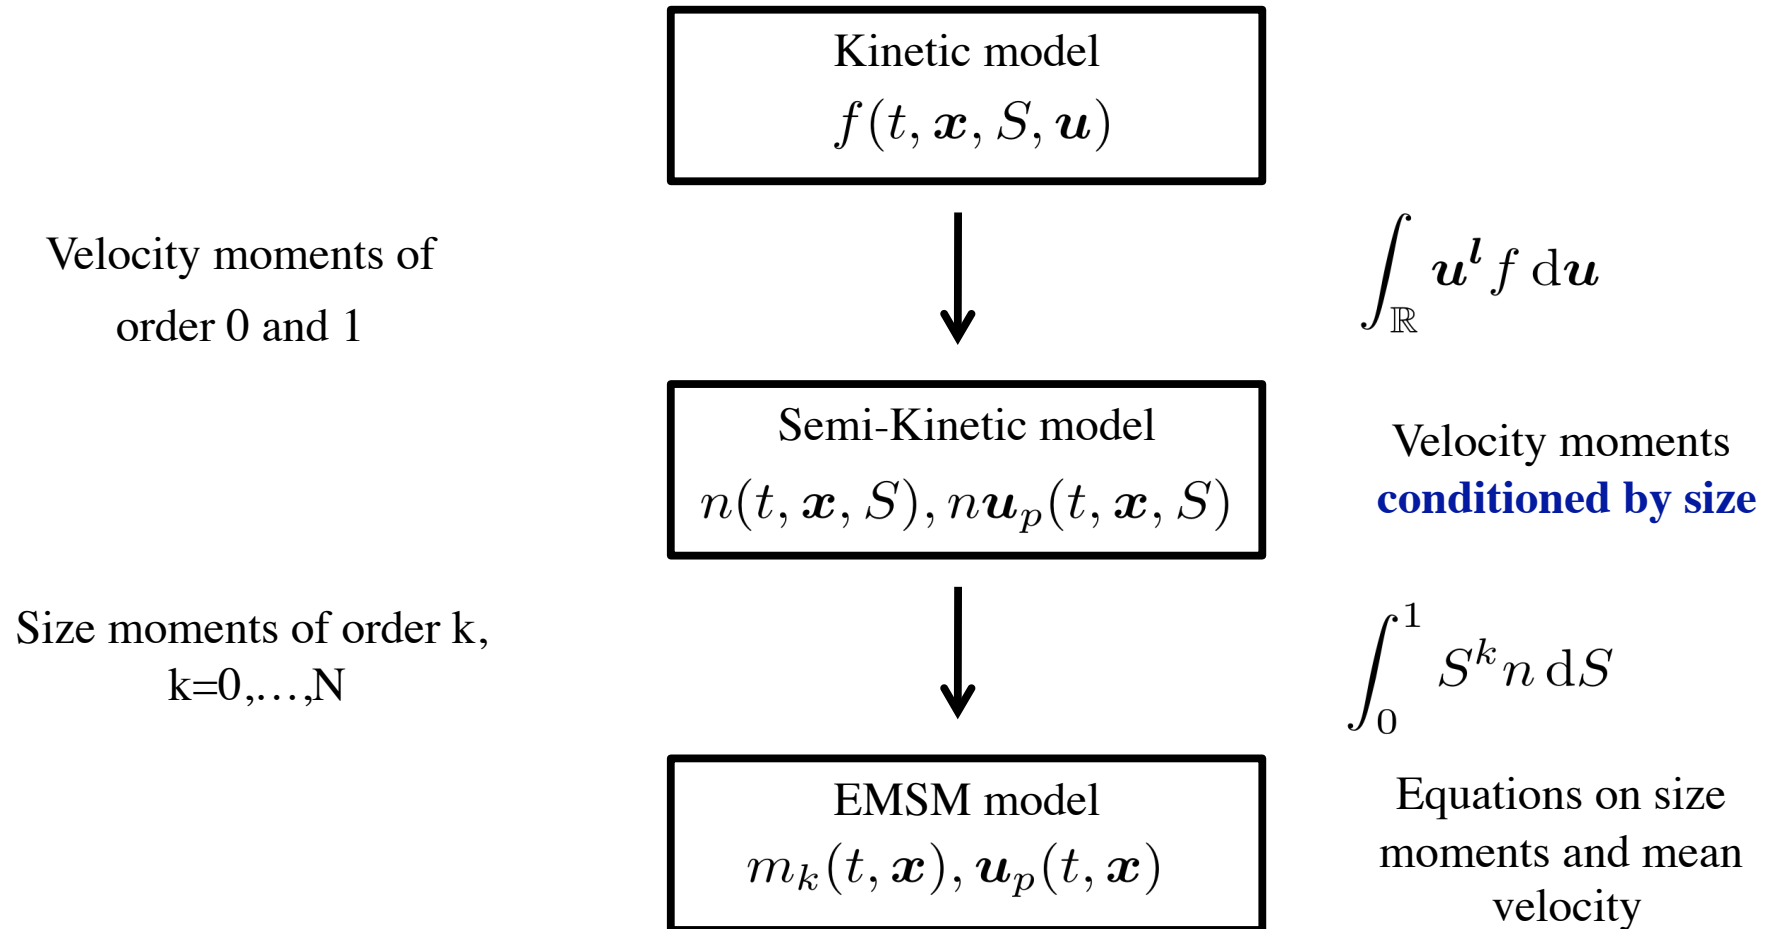 Kinetic model
f(t, x, S, u)
Velocity moments of
order 0 and 1
∫_ℝ u^l f du
Semi-Kinetic model
n(t, x, S), nu_p(t, x, S)
Velocity moments
conditioned by size
Size moments of order k,
k=0,…,N
∫_0^1 S^k n dS
EMSM model
m_k(t, x), u_p(t, x)
Equations on size
moments and mean
velocity